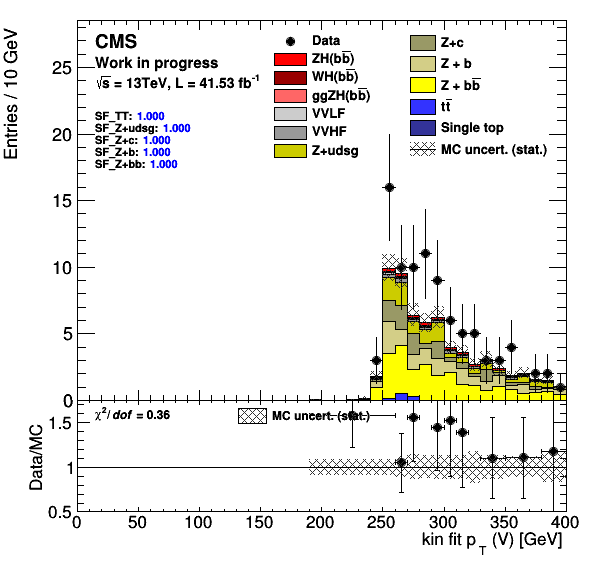 CMS
Work in progress
√s = 13TeV, L = 41.53 fb⁻¹
SF_TT: 1.000
SF_Z+udsg: 1.000
SF_Z+c: 1.000
SF_Z+b: 1.000
SF_Z+bb: 1.000
Data
ZH(bb̅)
WH(bb̅)
ggZH(bb̅)
VVLF
VVHF
Z+udsg
Z+c
Z + b
Z + bb̅
tt̅
Single top
MC uncert. (stat.)
Entries / 10 GeV
25
20
15
10
5
0
χ²/dof = 0.36
MC uncert. (stat.)
Data/MC
1.5
1
0.5
0 50 100 150 200 250 300 350 400
kin fit p_T (V) [GeV]